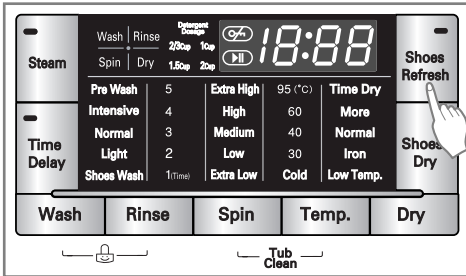 Wash Rinse
Spin Dry
Detergent
Dosage
2/3cup 1cup
1.5cup 2cup
18:88
Steam
Shoes
Refresh
Pre Wash 5 Extra High 95 (°C) Time Dry
Intensive 4 High 60 More
Normal 3 Medium 40 Normal
Light 2 Low 30 Iron
Shoes Wash 1(Time) Extra Low Cold Low Temp.
Time
Delay
Shoes
Dry
Wash Rinse Spin Temp. Dry
Tub
Clean